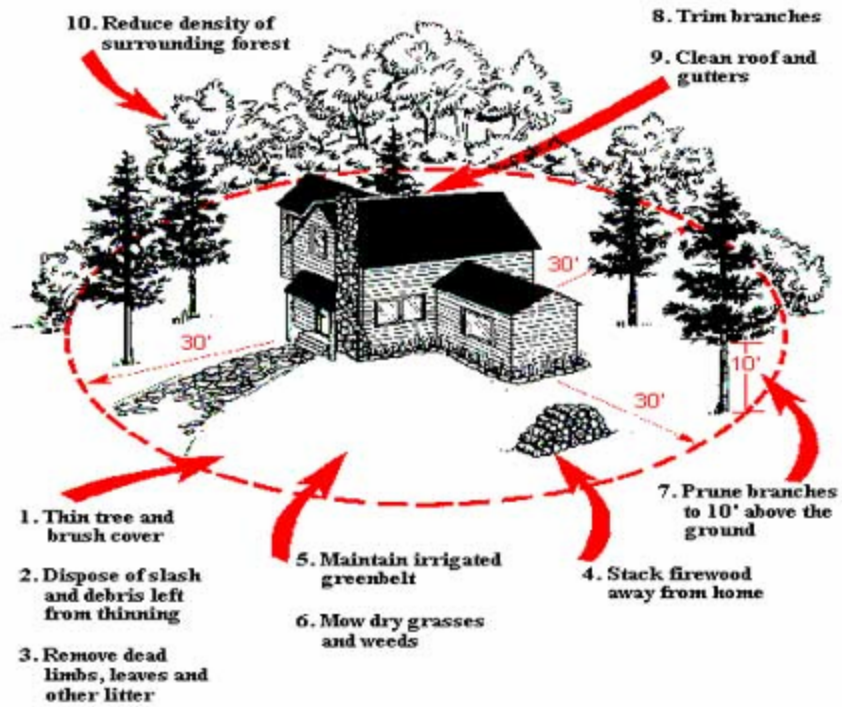 10. Reduce density of
surrounding forest
8. Trim branches
9. Clean roof and
gutters
30'
30'
10'
30'
7. Prune branches
to 10' above the
ground
1. Thin tree and
brush cover
5. Maintain irrigated
greenbelt
4. Stack firewood
away from home
2. Dispose of slash
and debris left
from thinning
6. Mow dry grasses
and weeds
3. Remove dead
limbs, leaves and
other litter